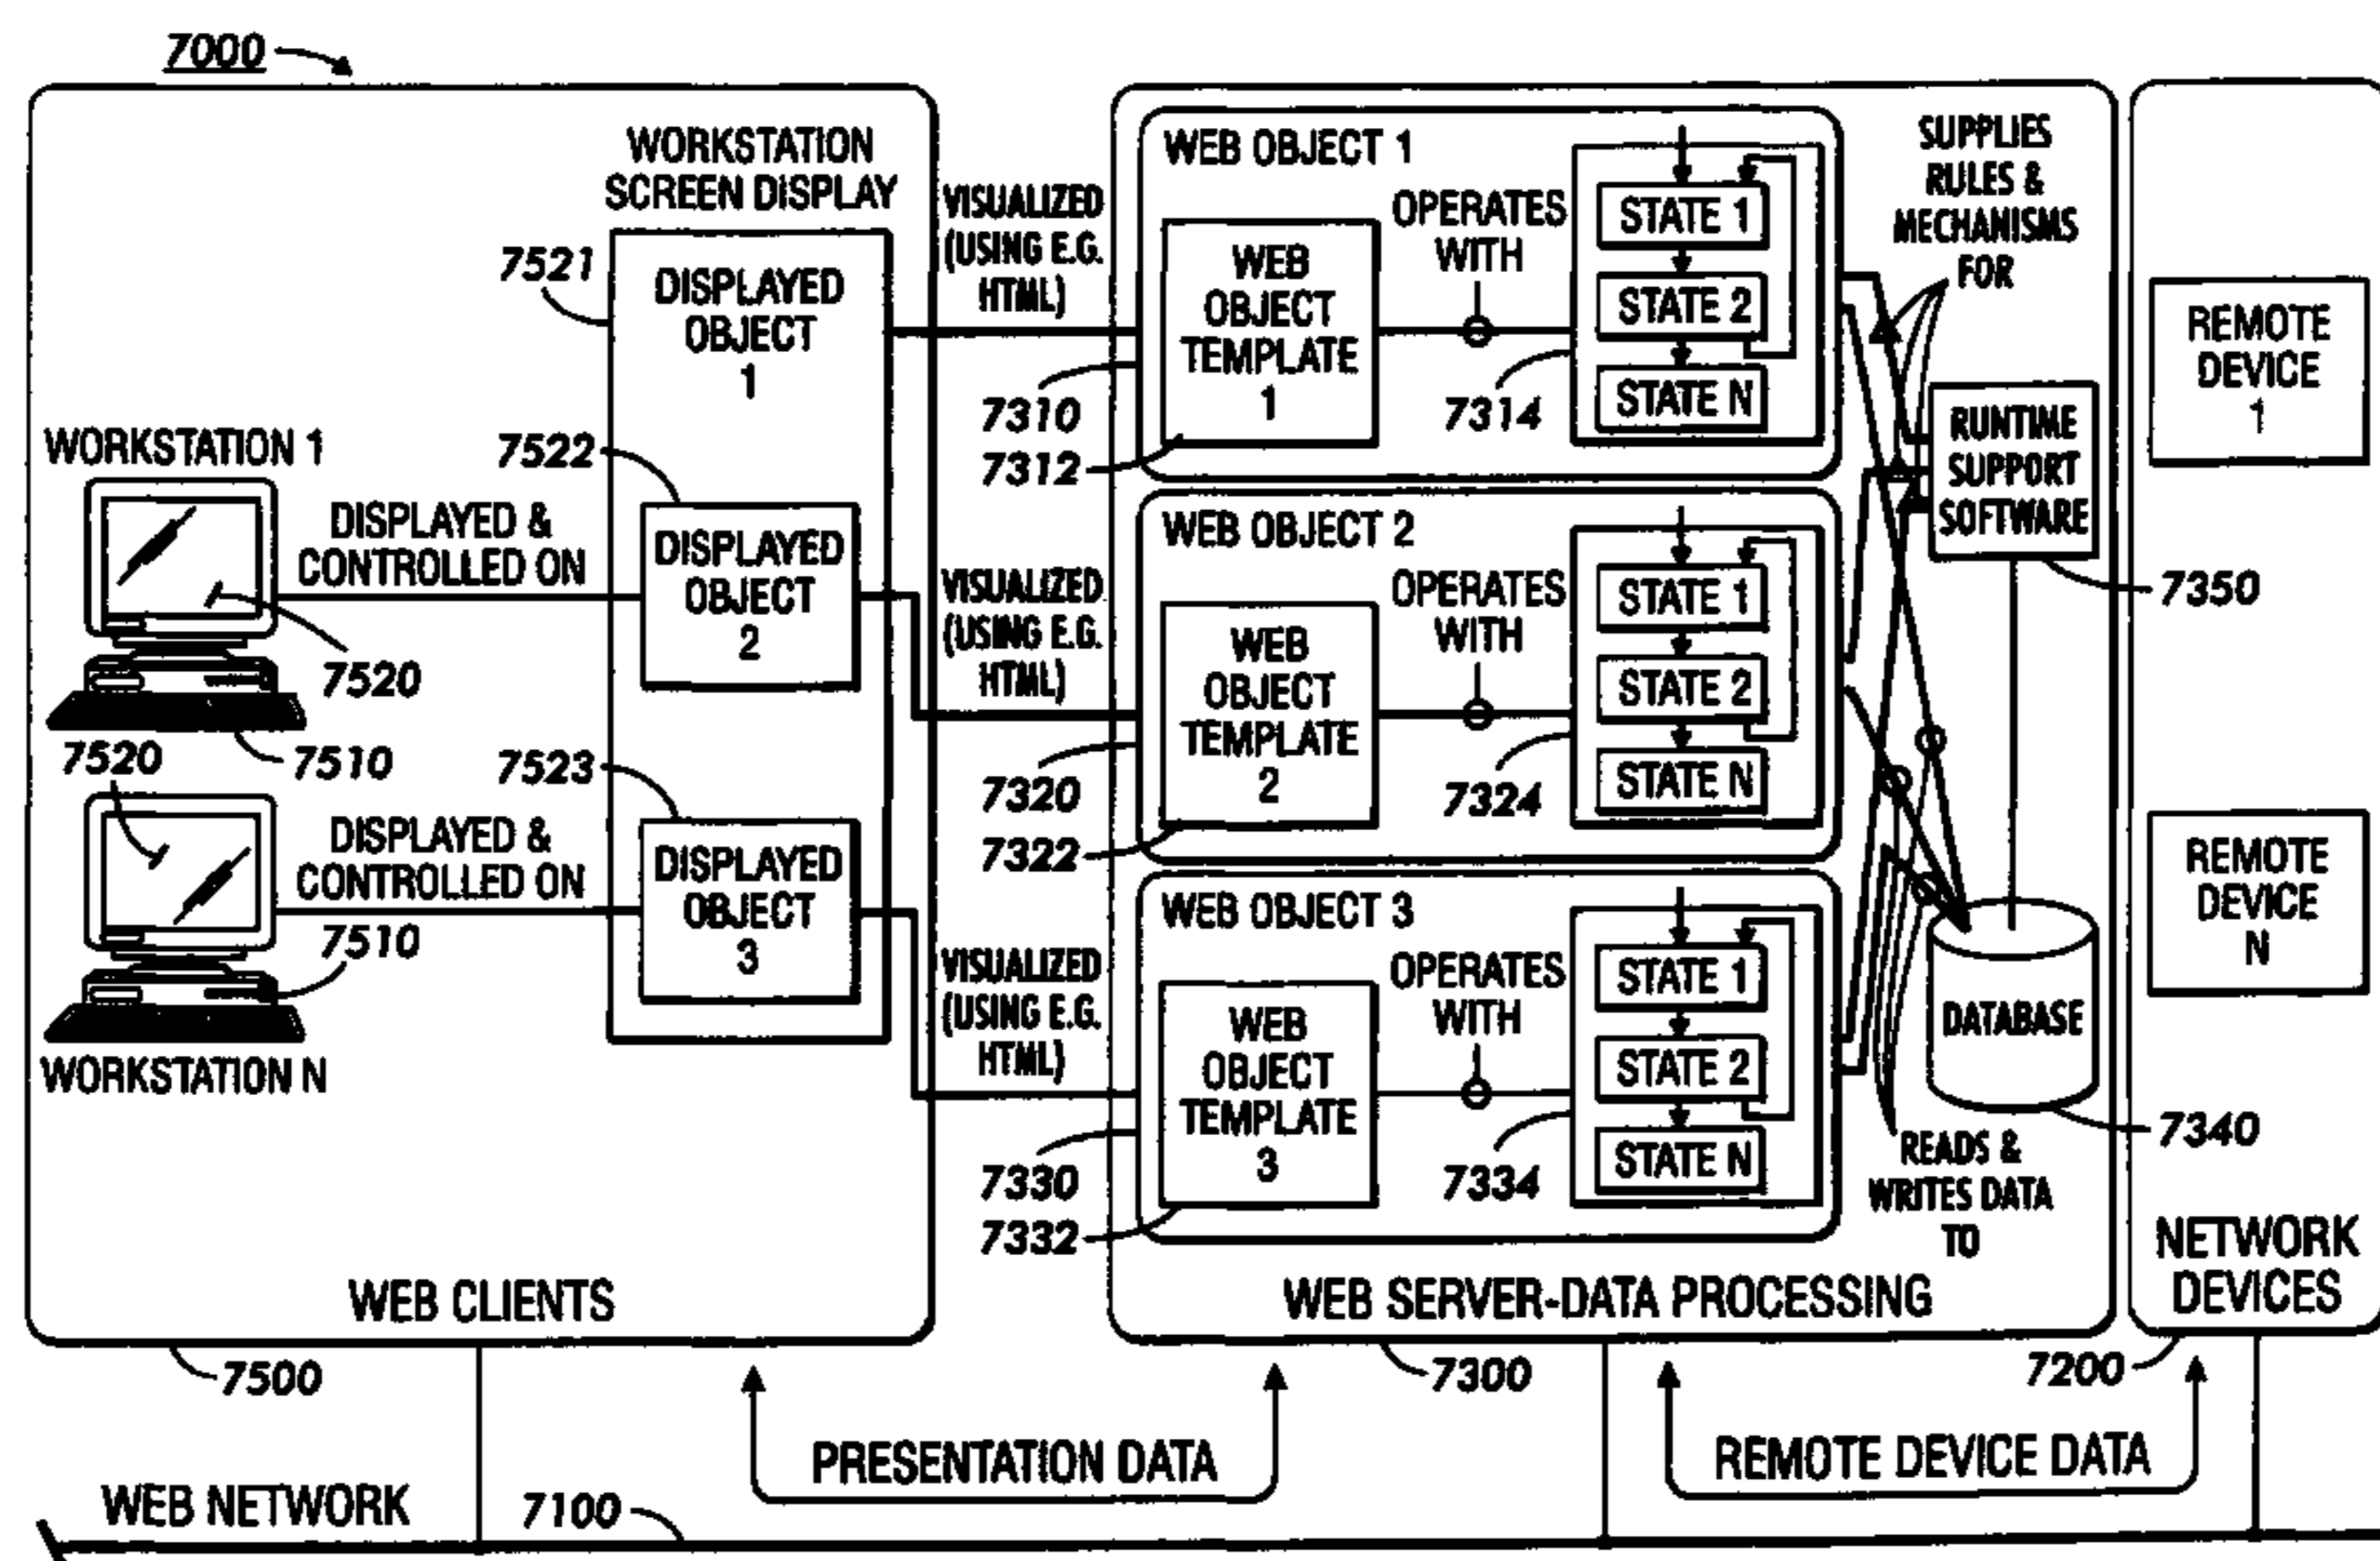 7000
WORKSTATION
SCREEN DISPLAY
7521
DISPLAYED
OBJECT
1
7522
WORKSTATION 1
DISPLAYED &
CONTROLLED ON
DISPLAYED
OBJECT
2
7520
7510
7520
7523
DISPLAYED &
CONTROLLED ON
DISPLAYED
OBJECT
3
7510
WORKSTATION N
WEB CLIENTS
7500
VISUALIZED
(USING E.G.
HTML)
7310
7312
VISUALIZED
(USING E.G.
HTML)
7320
7322
VISUALIZED
(USING E.G.
HTML)
7330
7332
WEB OBJECT 1
WEB
OBJECT
TEMPLATE
1
OPERATES
WITH
7314
STATE 1
STATE 2
STATE N
WEB OBJECT 2
WEB
OBJECT
TEMPLATE
2
OPERATES
WITH
7324
STATE 1
STATE 2
STATE N
WEB OBJECT 3
WEB
OBJECT
TEMPLATE
3
OPERATES
WITH
7334
STATE 1
STATE 2
STATE N
SUPPLIES
RULES &
MECHANISMS
FOR
RUNTIME
SUPPORT
SOFTWARE
7350
DATABASE
7340
READS &
WRITES DATA
TO
WEB SERVER-DATA PROCESSING
7300
REMOTE
DEVICE
1
REMOTE
DEVICE
N
NETWORK
DEVICES
7200
PRESENTATION DATA
REMOTE DEVICE DATA
WEB NETWORK
7100